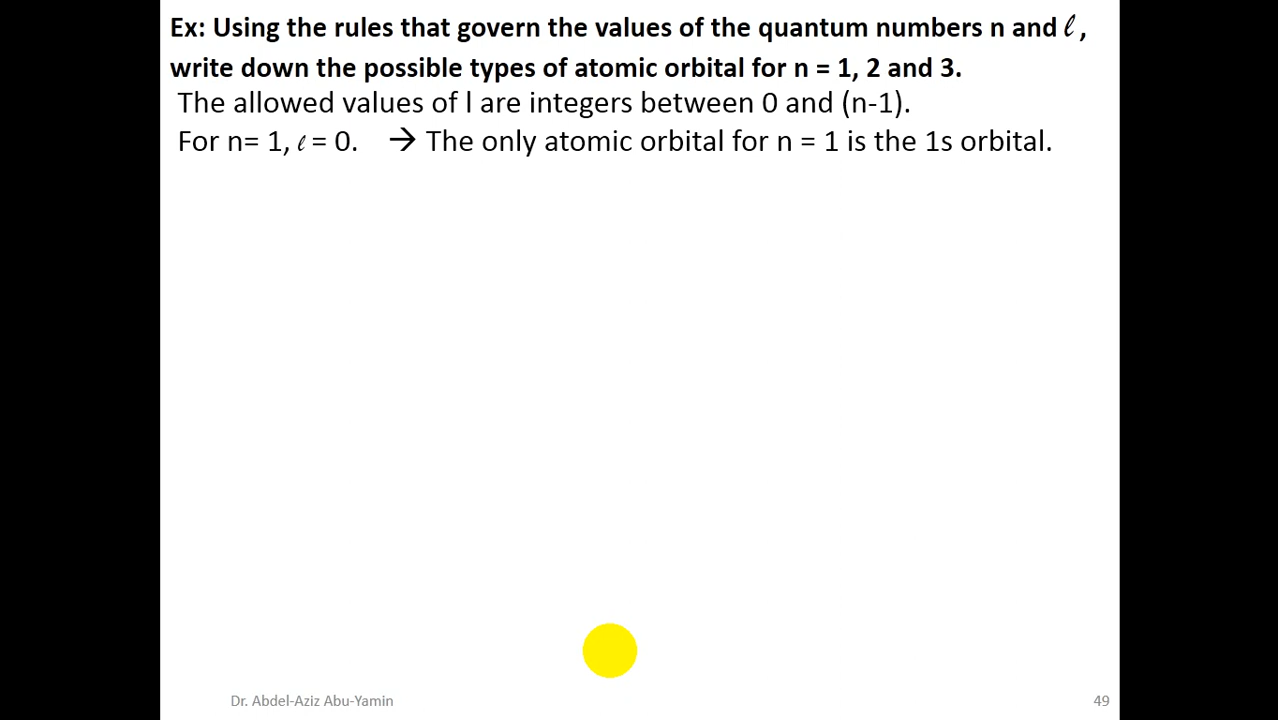 Ex: Using the rules that govern the values of the quantum numbers n and ℓ,
write down the possible types of atomic orbital for n = 1, 2 and 3.
The allowed values of l are integers between 0 and (n-1).
For n= 1, ℓ = 0. → The only atomic orbital for n = 1 is the 1s orbital.
Dr. Abdel-Aziz Abu-Yamin 49